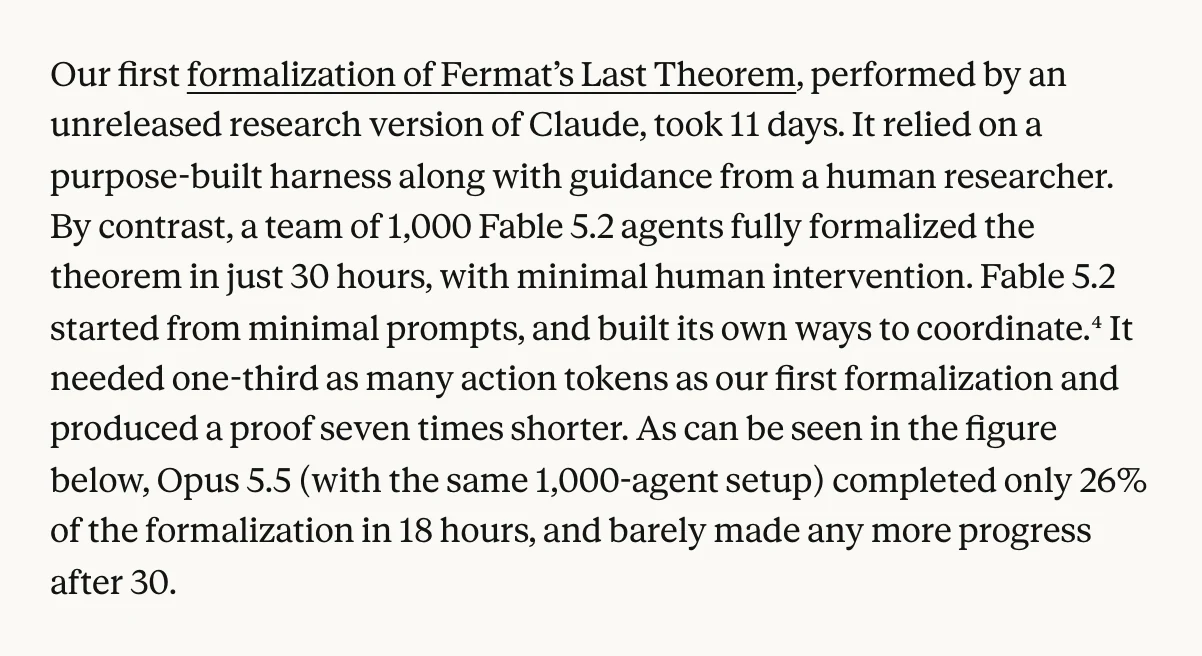 Our first formalization of Fermat’s Last Theorem, performed by an
unreleased research version of Claude, took 11 days. It relied on a
purpose-built harness along with guidance from a human researcher.
By contrast, a team of 1,000 Fable 5.2 agents fully formalized the
theorem in just 30 hours, with minimal human intervention. Fable 5.2
started from minimal prompts, and built its own ways to coordinate.⁴ It
needed one-third as many action tokens as our first formalization and
produced a proof seven times shorter. As can be seen in the figure
below, Opus 5.5 (with the same 1,000-agent setup) completed only 26%
of the formalization in 18 hours, and barely made any more progress
after 30.